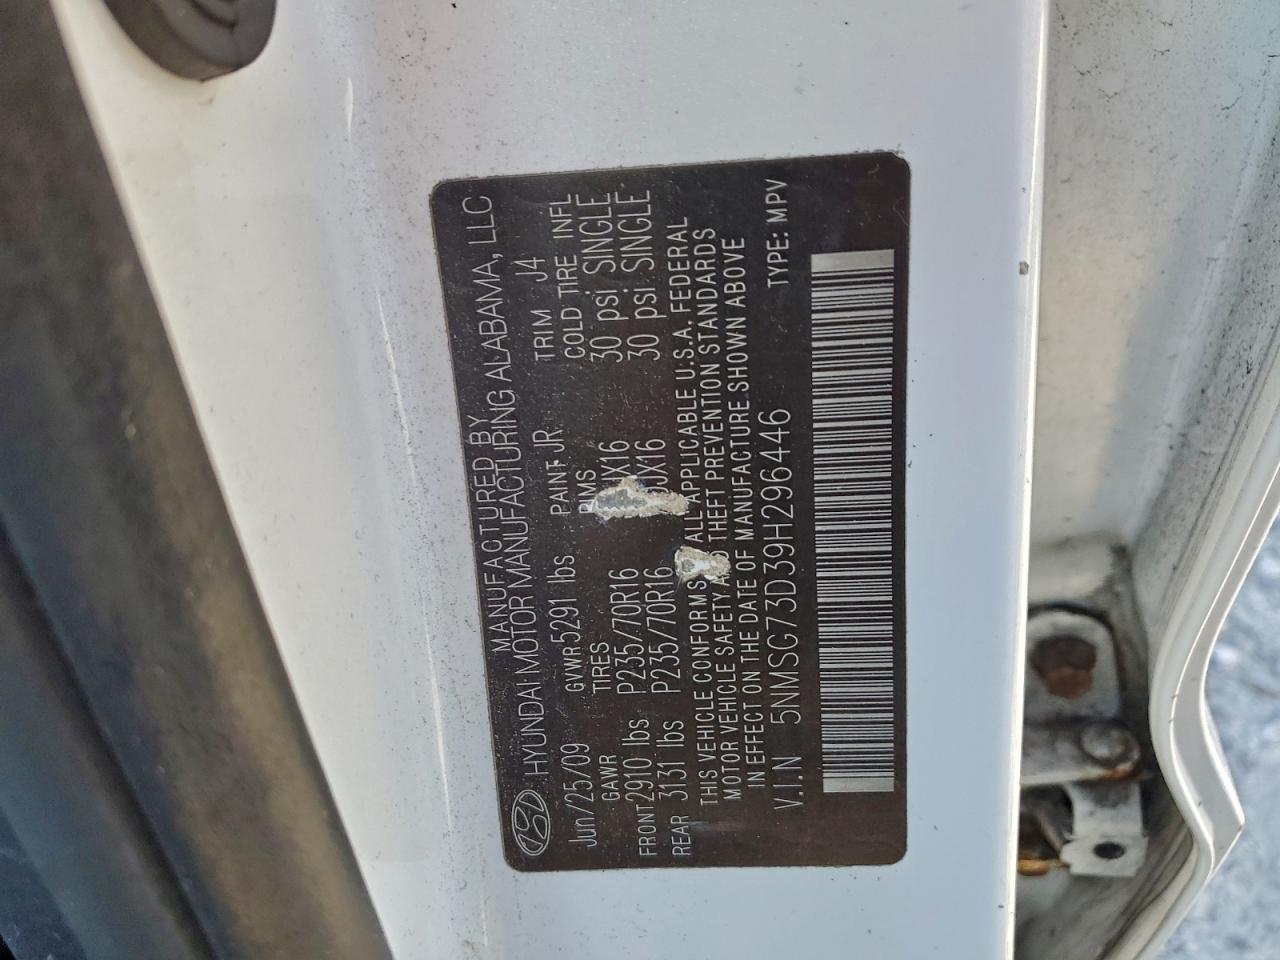 MANUFACTURED BY
HYUNDAI MOTOR MANUFACTURING ALABAMA, LLC
Jun/25/09 GVWR 5291 lbs PAINT JR TRIM J4
GAWR TIRES RIMS COLD TIRE INFL
FRONT 2910 lbs P235/70R16 JX16 30 psi SINGLE
REAR 3131 lbs P235/70R16 JX16 30 psi SINGLE
THIS VEHICLE CONFORMS ALL APPLICABLE U.S.A. FEDERAL
MOTOR VEHICLE SAFETY THEFT PREVENTION STANDARDS
IN EFFECT ON THE DATE OF MANUFACTURE SHOWN ABOVE
V.I.N 5NMSG73D39H296446 TYPE: MPV